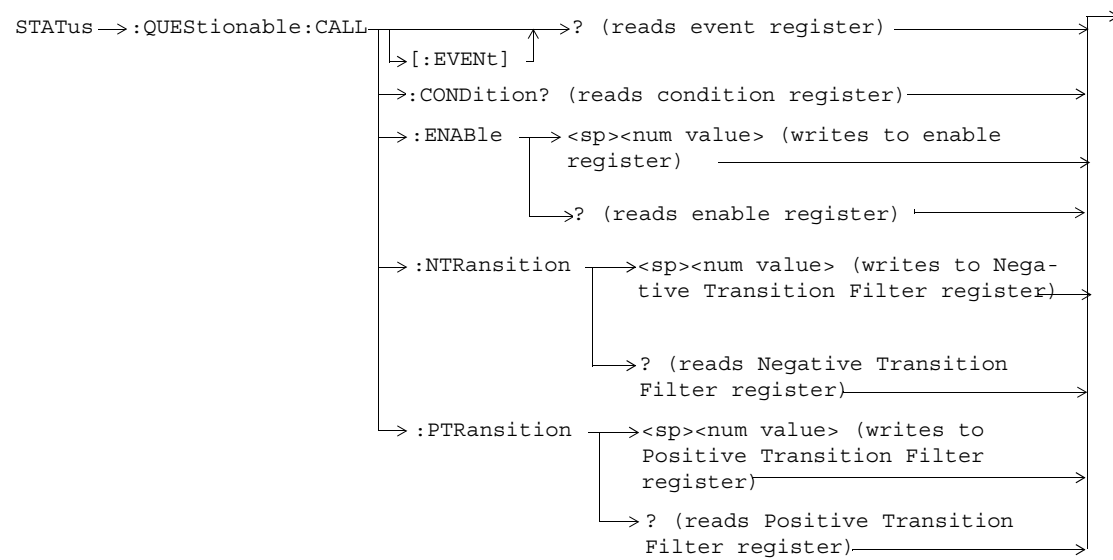 STATus :QUEStionable:CALL ? (reads event register)
[:EVENt]
:CONDition? (reads condition register)
:ENABle <sp><num value> (writes to enable
register)
? (reads enable register)
:NTRansition <sp><num value> (writes to Nega-
tive Transition Filter register)
? (reads Negative Transition
Filter register)
:PTRansition <sp><num value> (writes to
Positive Transition Filter
register)
? (reads Positive Transition
Filter register)